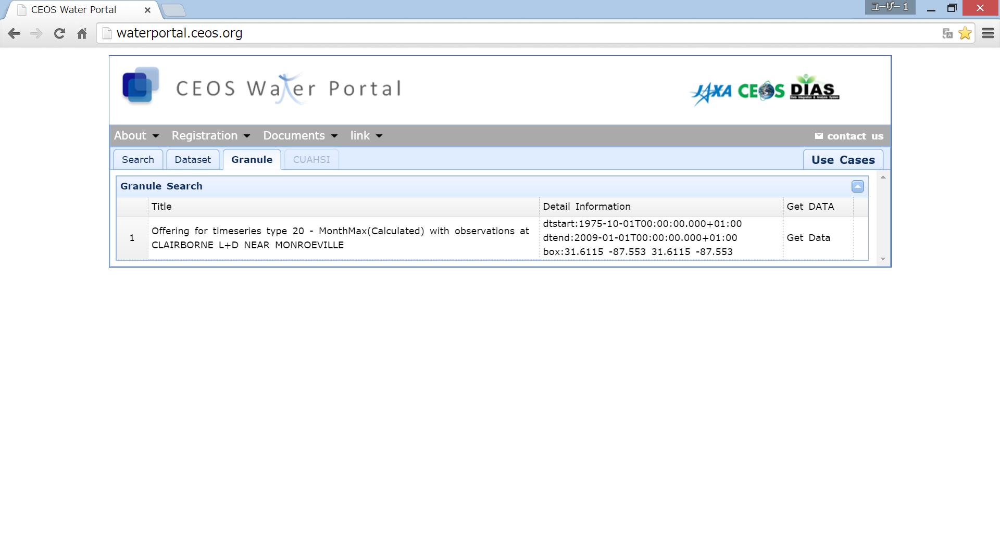 CEOS Water Portal
ユーザー 1
waterportal.ceos.org
CEOS Water Portal
JAXA CEOS DIAS
Data Integration & Analysis System
About Registration Documents link contact us
Search Dataset Granule CUAHSI Use Cases
Granule Search
Title Detail Information Get DATA
1
Offering for timeseries type 20 - MonthMax(Calculated) with observations at
CLAIRBORNE L+D NEAR MONROEVILLE
dtstart:1975-10-01T00:00:00.000+01:00
dtend:2009-01-01T00:00:00.000+01:00
box:31.6115 -87.553 31.6115 -87.553
Get Data